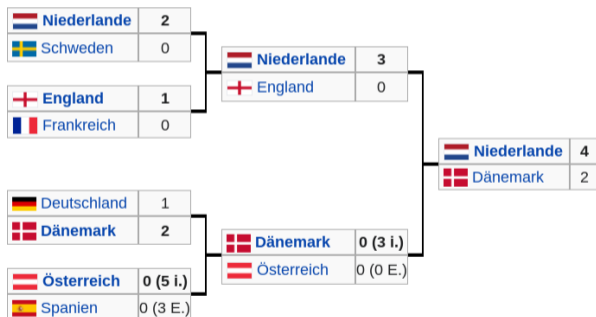 Niederlande 2
Schweden 0
England 1
Frankreich 0
Deutschland 1
Dänemark 2
Österreich 0 (5 i.)
Spanien 0 (3 E.)
Niederlande 3
England 0
Dänemark 0 (3 i.)
Österreich 0 (0 E.)
Niederlande 4
Dänemark 2